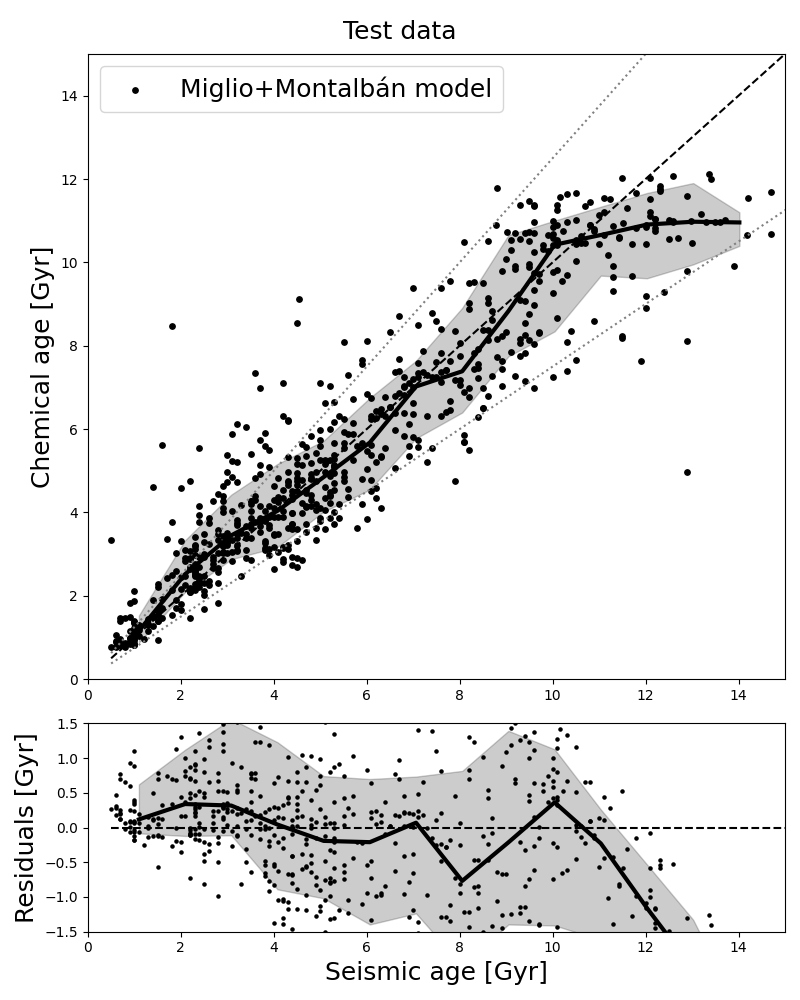 Test data
Miglio+Montalbán model
Chemical age [Gyr]
14
12
10
8
6
4
2
0
0 2 4 6 8 10 12 14
Residuals [Gyr]
1.5
1.0
0.5
0.0
−0.5
−1.0
−1.5
0 2 4 6 8 10 12 14
Seismic age [Gyr]